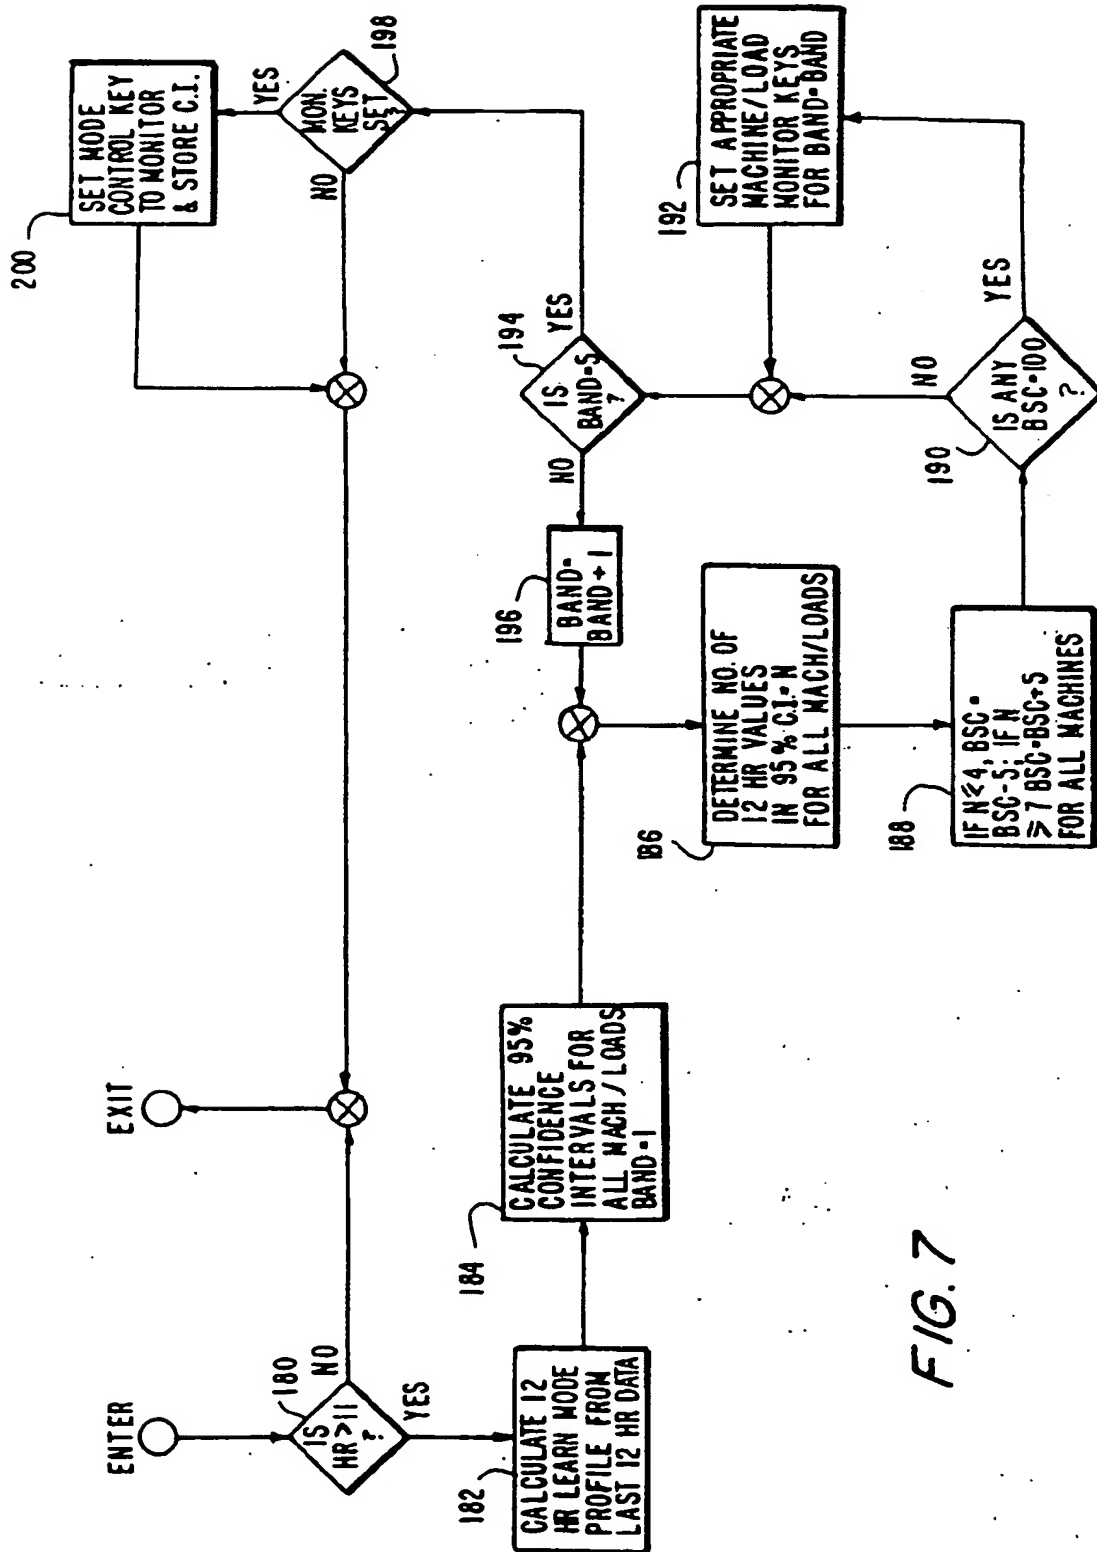 ENTER
180
IS
HR>11
?
NO
YES
EXIT
182
CALCULATE 12
HR LEARN MODE
PROFILE FROM
LAST 12 HR DATA
184
CALCULATE 95%
CONFIDENCE
INTERVALS FOR
ALL MACH/LOADS
BAND=1
186
DETERMINE NO. OF
12 HR VALUES
IN 95% C.I.=N
FOR ALL MACH/LOADS
188
IF N≤4, BSC=
BSC-5; IF N
≥7 BSC=BSC+5
FOR ALL MACHINES
190
IS ANY
BSC=100
?
NO
YES
192
SET APPROPRIATE
MACHINE/LOAD
MONITOR KEYS
FOR BAND=BAND
194
IS
BAND=5
?
NO
YES
196
BAND=
BAND+1
198
MON.
KEYS
SET?
NO
YES
200
SET MODE
CONTROL KEY
TO MONITOR
& STORE C.I.
FIG. 7